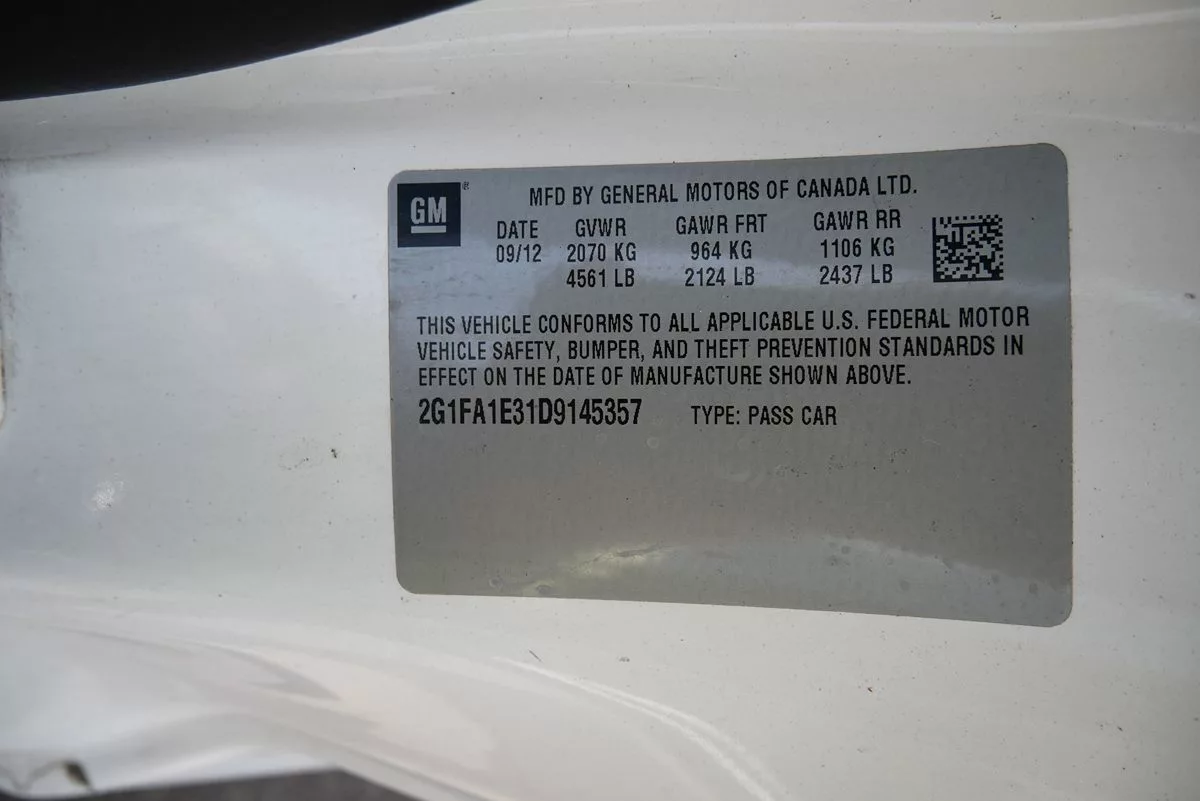 GM®
MFD BY GENERAL MOTORS OF CANADA LTD.
DATE GVWR GAWR FRT GAWR RR
09/12 2070 KG 964 KG 1106 KG
4561 LB 2124 LB 2437 LB
THIS VEHICLE CONFORMS TO ALL APPLICABLE U.S. FEDERAL MOTOR
VEHICLE SAFETY, BUMPER, AND THEFT PREVENTION STANDARDS IN
EFFECT ON THE DATE OF MANUFACTURE SHOWN ABOVE.
2G1FA1E31D9145357 TYPE: PASS CAR